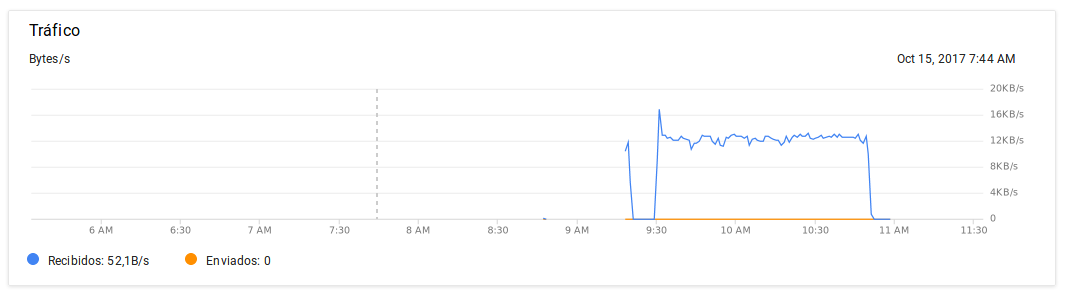 Tráfico
Bytes/s Oct 15, 2017 7:44 AM
20KB/s
16KB/s
12KB/s
8KB/s
4KB/s
0
6 AM 6:30 7 AM 7:30 8 AM 8:30 9 AM 9:30 10 AM 10:30 11 AM 11:30
Recibidos: 52,1B/s Enviados: 0